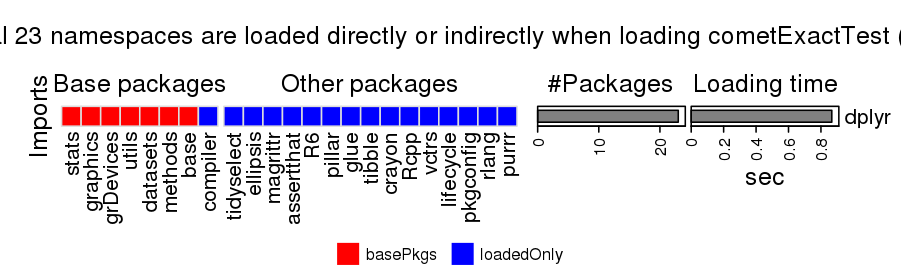 23 namespaces are loaded directly or indirectly when loading cometExactTest (
Base packages Other packages #Packages Loading time
Imports
dplyr
stats
graphics
grDevices
utils
datasets
methods
base
compiler
tidyselect
ellipsis
magrittr
assertthat
R6
pillar
glue
tibble
crayon
Rcpp
vctrs
lifecycle
pkgconfig
rlang
purrr
0 10 20
0 0.2 0.4 0.6 0.8
sec
basePkgs loadedOnly